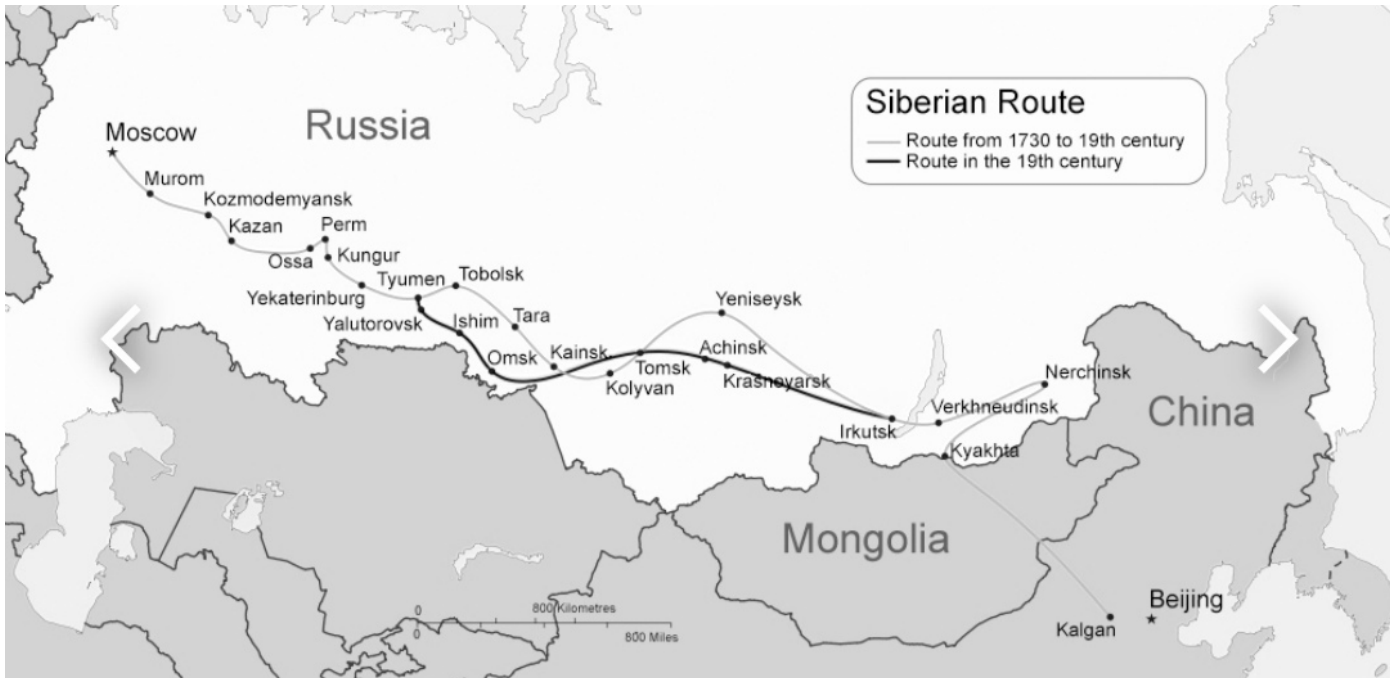 Siberian Route
Route from 1730 to 19th century
Route in the 19th century
Russia
Moscow
Murom
Kozmodemyansk
Kazan
Perm
Ossa
Kungur
Yekaterinburg
Tyumen
Tobolsk
Yalutorovsk
Ishim
Tara
Omsk
Kainsk
Kolyvan
Tomsk
Yeniseysk
Achinsk
Krasnoyarsk
Irkutsk
Verkhneudinsk
Nerchinsk
Kyakhta
China
Mongolia
Kalgan
Beijing
0 800 Kilometres
0 800 Miles